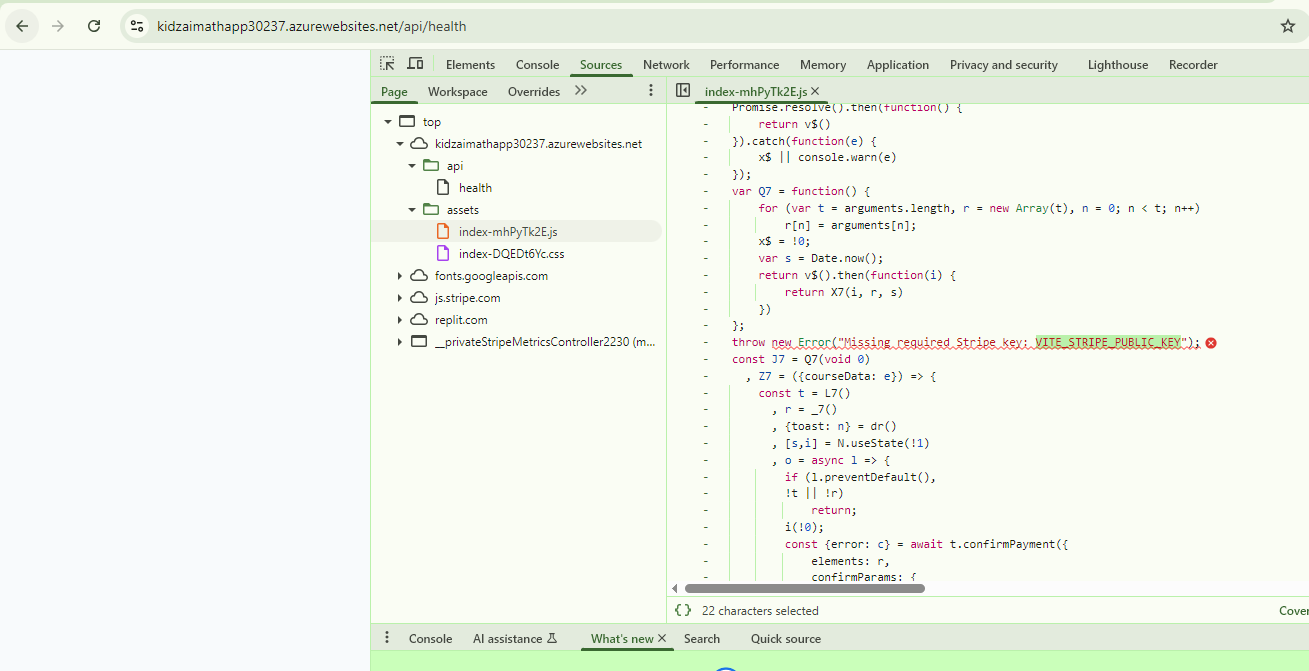 kidzaimathapp30237.azurewebsites.net/api/health
Elements Console Sources Network Performance Memory Application Privacy and security Lighthouse Recorder
Page Workspace Overrides
index-mhPyTk2E.js
top
kidzaimathapp30237.azurewebsites.net
api
health
assets
index-mhPyTk2E.js
index-DQEDt6Yc.css
fonts.googleapis.com
js.stripe.com
replit.com
__privateStripeMetricsController2230 (m...
- Promise.resolve().then(function() {
- return v$()
- }).catch(function(e) {
- x$ || console.warn(e)
- });
- var Q7 = function() {
- for (var t = arguments.length, r = new Array(t), n = 0; n < t; n++)
- r[n] = arguments[n];
- x$ = !0;
- var s = Date.now();
- return v$().then(function(i) {
- return X7(i, r, s)
- })
- };
- throw new Error("Missing required Stripe key: VITE_STRIPE_PUBLIC_KEY");
- const J7 = Q7(void 0)
- , Z7 = ({courseData: e}) => {
- const t = L7()
- , r = _7()
- , {toast: n} = dr()
- , [s,i] = N.useState(!1)
- , o = async l => {
- if (l.preventDefault(),
- !t || !r)
- return;
- i(!0);
- const {error: c} = await t.confirmPayment({
- elements: r,
- confirmParams: {
{} 22 characters selected
Cover
Console AI assistance What's new Search Quick source